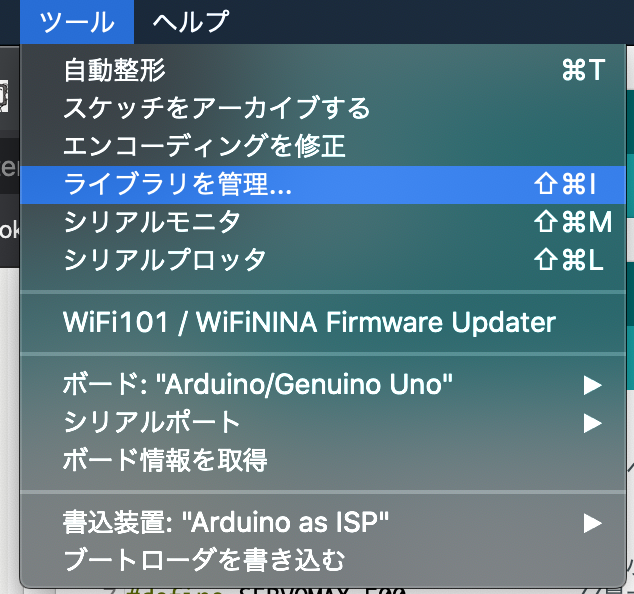 ツール ヘルプ
自動整形 ⌘T
スケッチをアーカイブする
エンコーディングを修正
ライブラリを管理... ⇧⌘I
シリアルモニタ ⇧⌘M
シリアルプロッタ ⇧⌘L
WiFi101 / WiFiNINA Firmware Updater
ボード: "Arduino/Genuino Uno" ▶
シリアルポート ▶
ボード情報を取得
書込装置: "Arduino as ISP" ▶
ブートローダを書き込む